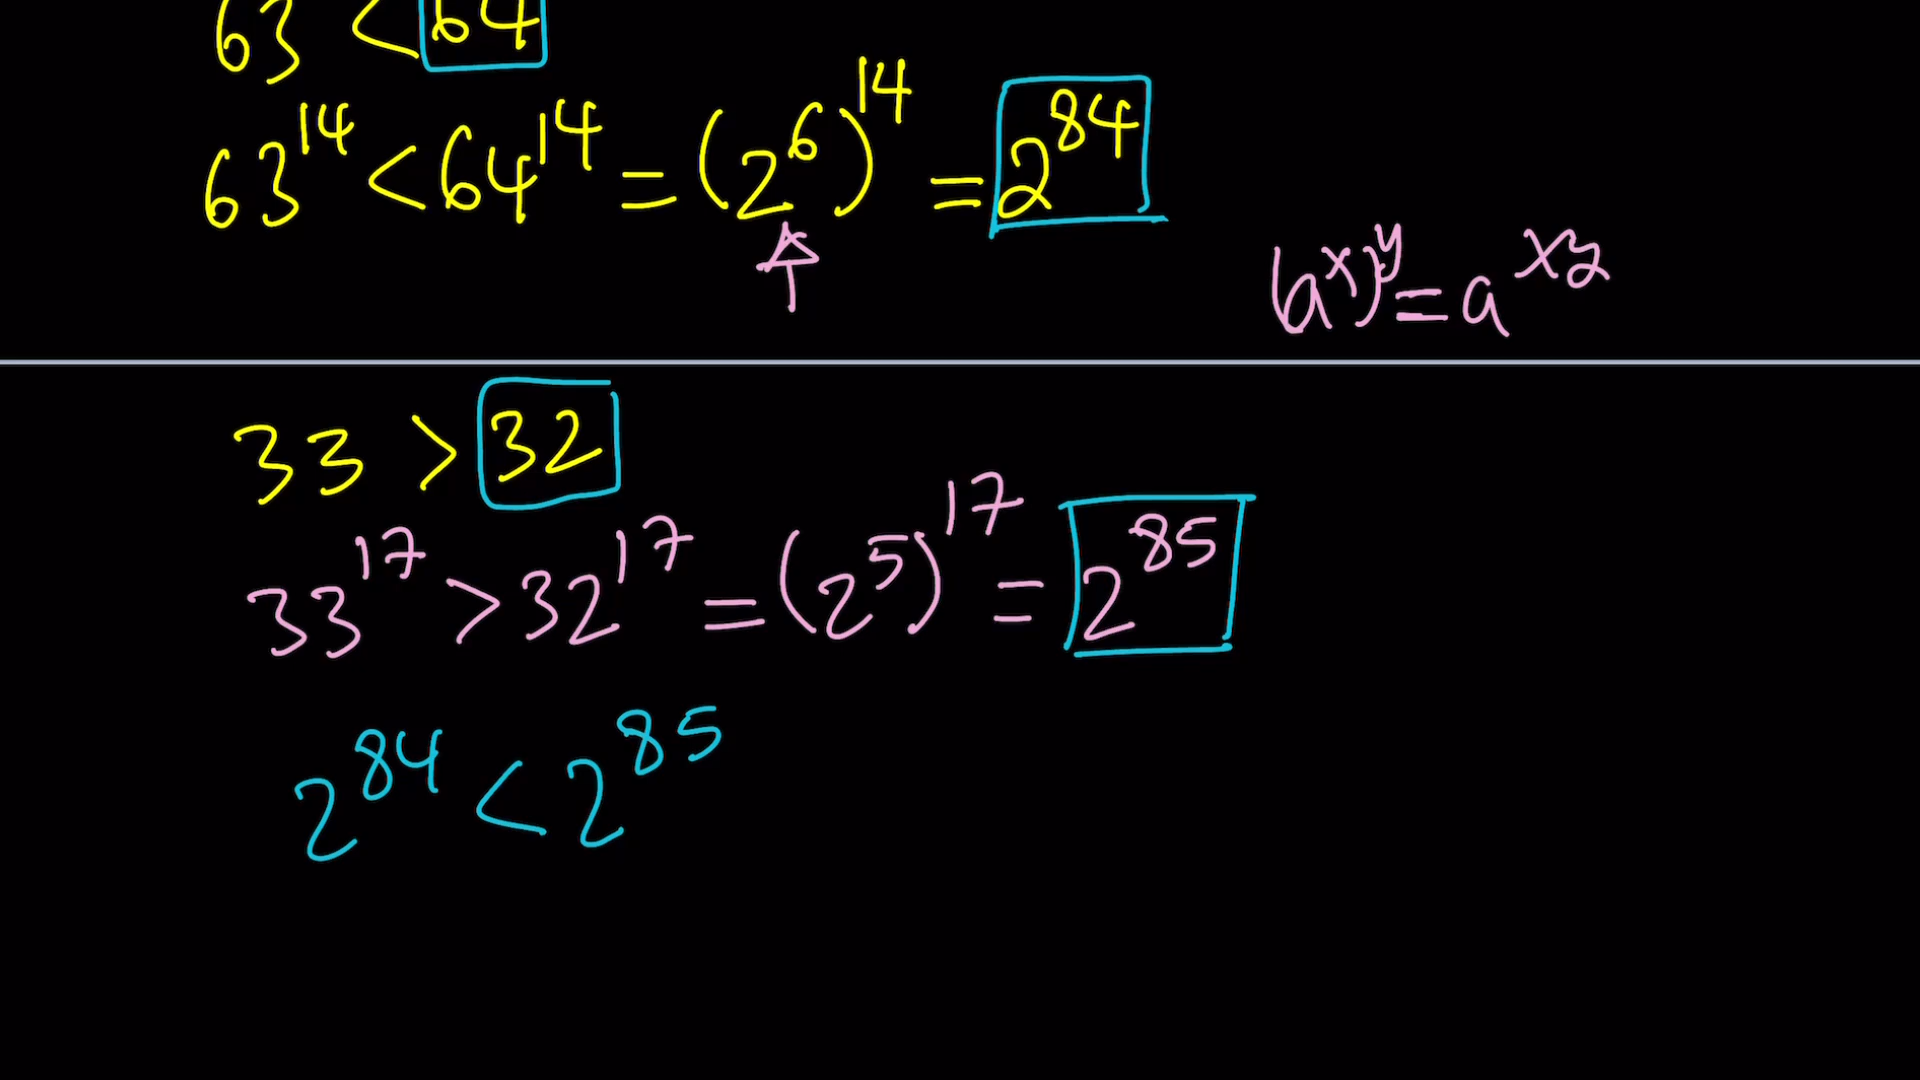 63 < 64
63^14 < 64^14 = (2^6)^14 = 2^84
(a^x)^y = a^xy
33 > 32
33^17 > 32^17 = (2^5)^17 = 2^85
2^84 < 2^85